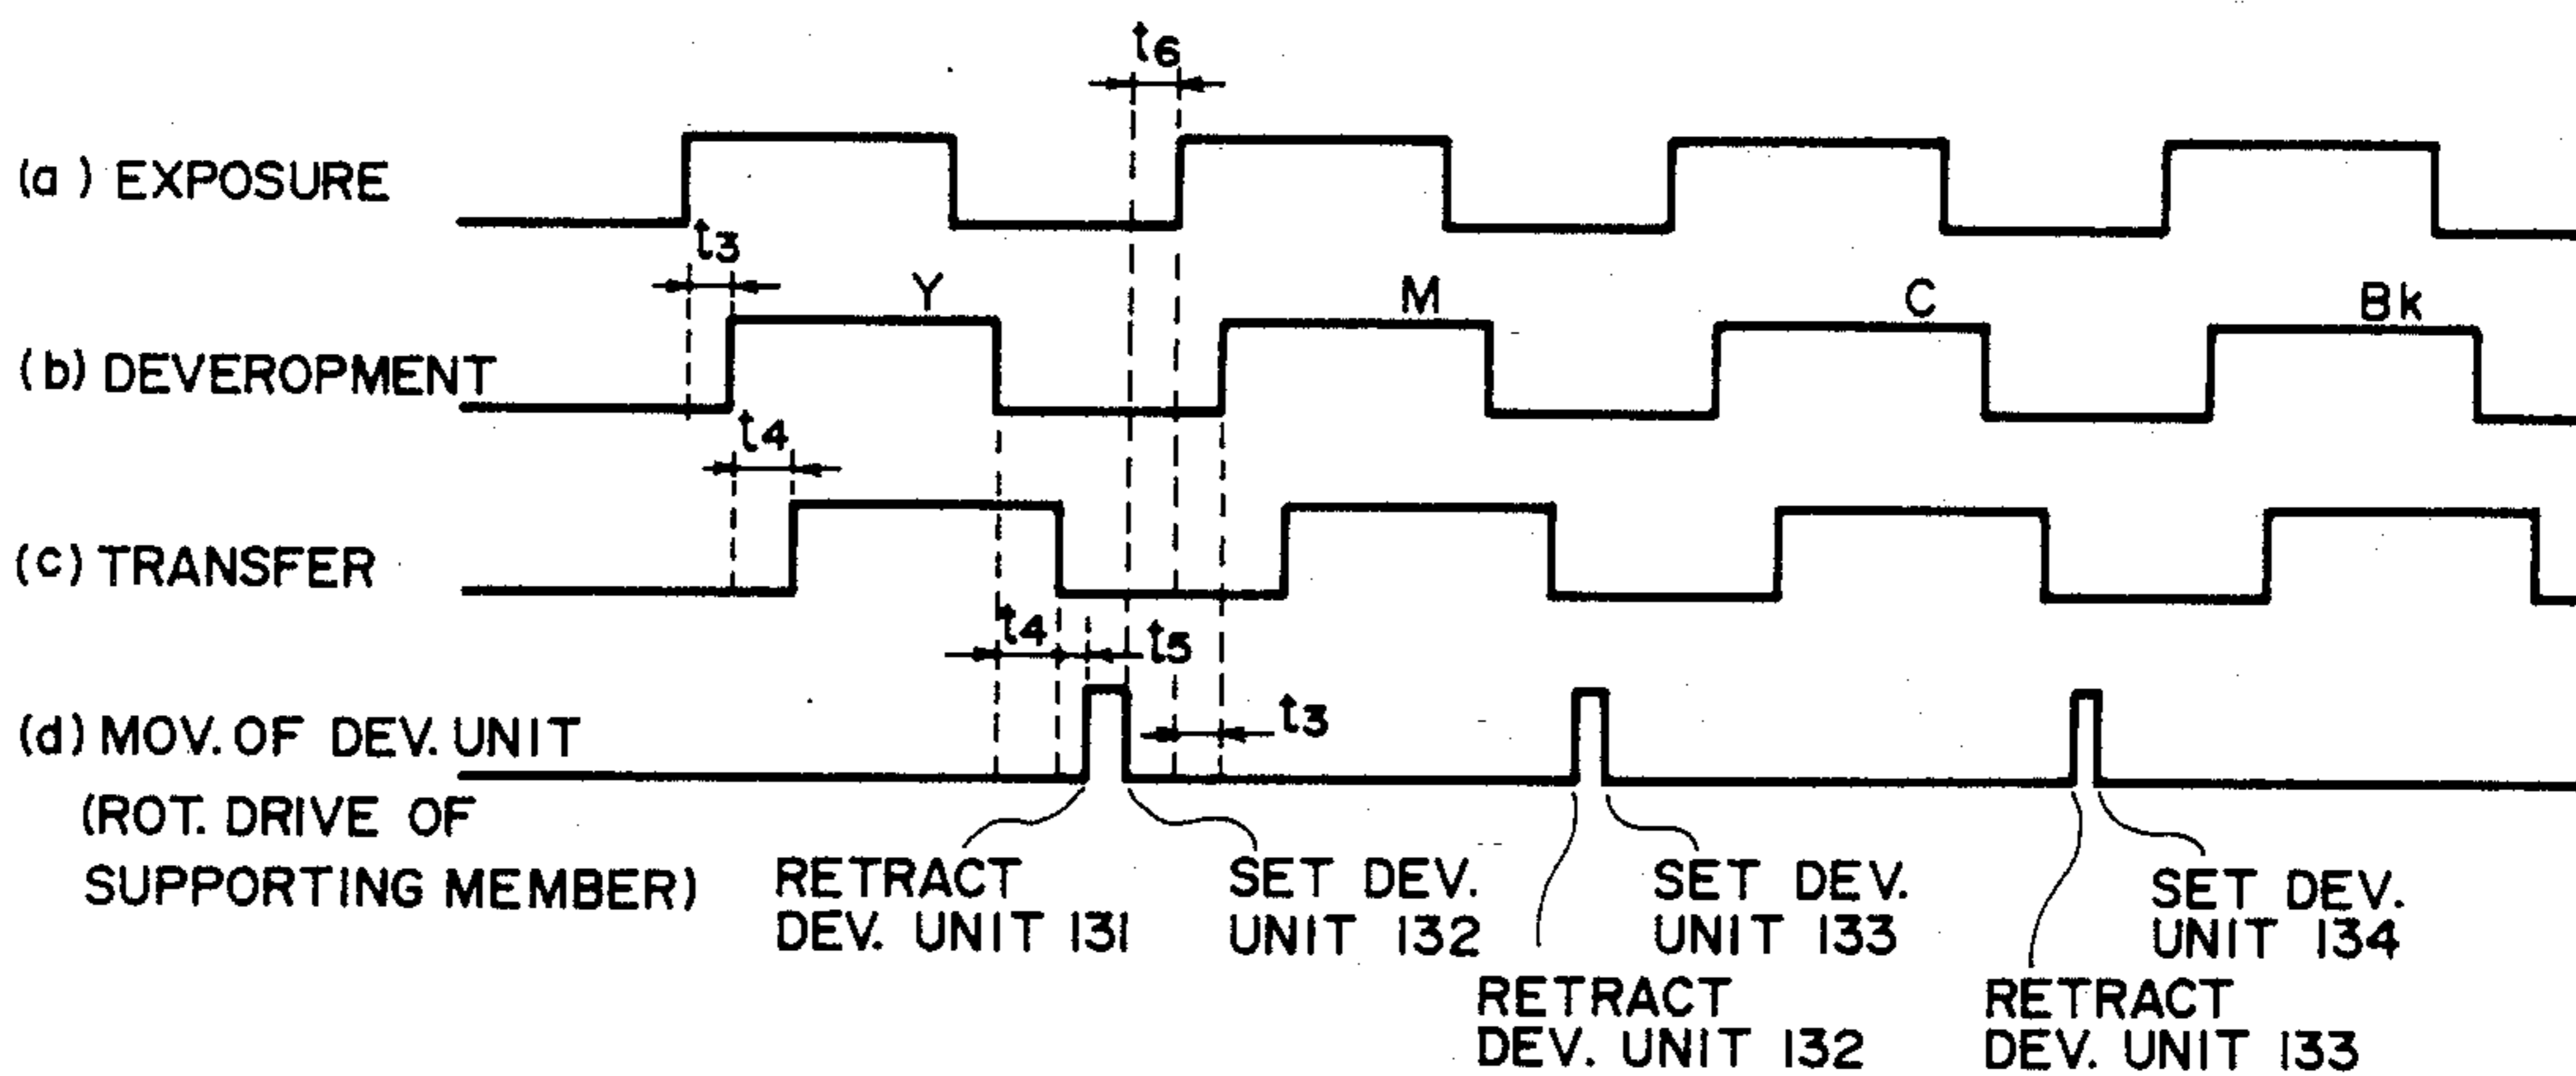 t6
(a) EXPOSURE
t3
Y M C Bk
(b) DEVEROPMENT
t4
(c) TRANSFER
t4 t5
t3
(d) MOV. OF DEV. UNIT
(ROT. DRIVE OF
SUPPORTING MEMBER)
RETRACT
DEV. UNIT 131
SET DEV.
UNIT 132
RETRACT
DEV. UNIT 132
SET DEV.
UNIT 133
RETRACT
DEV. UNIT 133
SET DEV.
UNIT 134